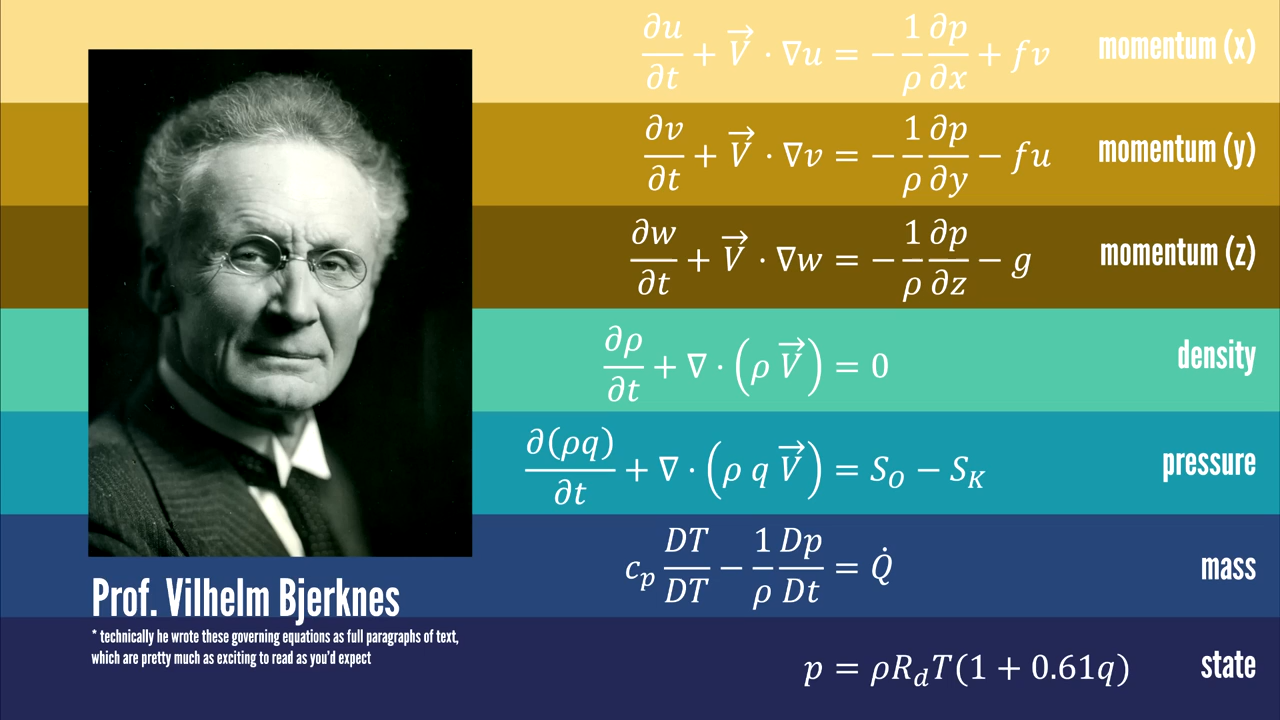 ∂u/∂t + V⃗ · ∇u = − 1/ρ ∂p/∂x + fv momentum (x)
∂v/∂t + V⃗ · ∇v = − 1/ρ ∂p/∂y − fu momentum (y)
∂w/∂t + V⃗ · ∇w = − 1/ρ ∂p/∂z − g momentum (z)
∂ρ/∂t + ∇ · (ρ V⃗) = 0 density
∂(ρq)/∂t + ∇ · (ρ q V⃗) = S_O − S_K pressure
c_p DT/DT − 1/ρ Dp/Dt = Q̇ mass
p = ρR_dT(1 + 0.61q) state
Prof. Vilhelm Bjerknes
* technically he wrote these governing equations as full paragraphs of text,
which are pretty much as exciting to read as you'd expect